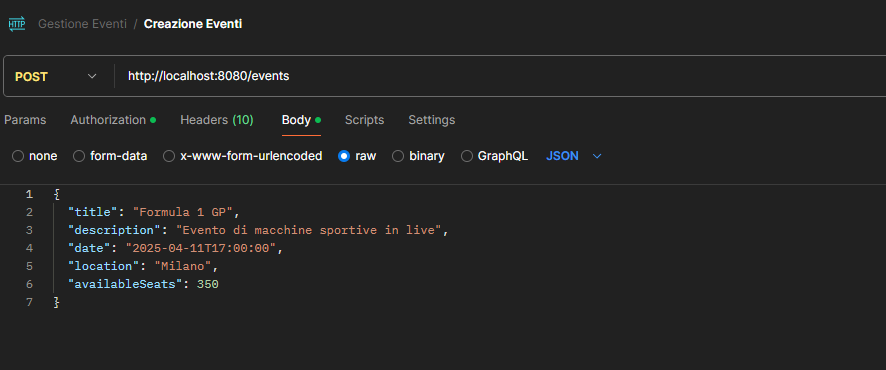 HTTP Gestione Eventi / Creazione Eventi
POST http://localhost:8080/events
Params Authorization Headers (10) Body Scripts Settings
none form-data x-www-form-urlencoded raw binary GraphQL JSON
1 {
2 "title": "Formula 1 GP",
3 "description": "Evento di macchine sportive in live",
4 "date": "2025-04-11T17:00:00",
5 "location": "Milano",
6 "availableSeats": 350
7 }